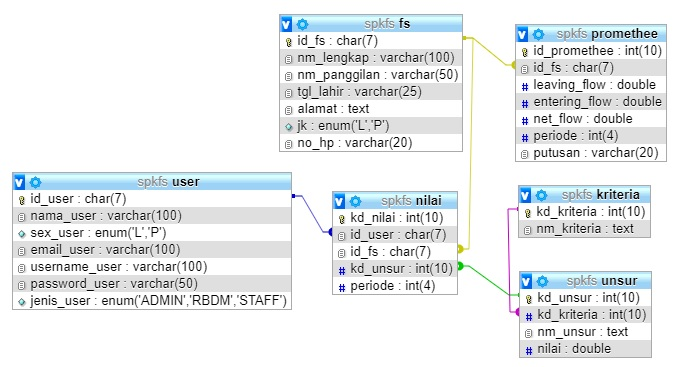 spkfs fs
id_fs : char(7)
nm_lengkap : varchar(100)
nm_panggilan : varchar(50)
tgl_lahir : varchar(25)
alamat : text
jk : enum('L','P')
no_hp : varchar(20)
spkfs promethee
id_promethee : int(10)
id_fs : char(7)
leaving_flow : double
entering_flow : double
net_flow : double
periode : int(4)
putusan : varchar(20)
spkfs user
id_user : char(7)
nama_user : varchar(100)
sex_user : enum('L','P')
email_user : varchar(100)
username_user : varchar(100)
password_user : varchar(50)
jenis_user : enum('ADMIN','RBDM','STAFF')
spkfs nilai
kd_nilai : int(10)
id_user : char(7)
id_fs : char(7)
kd_unsur : int(10)
periode : int(4)
spkfs kriteria
kd_kriteria : int(10)
nm_kriteria : text
spkfs unsur
kd_unsur : int(10)
kd_kriteria : int(10)
nm_unsur : text
nilai : double